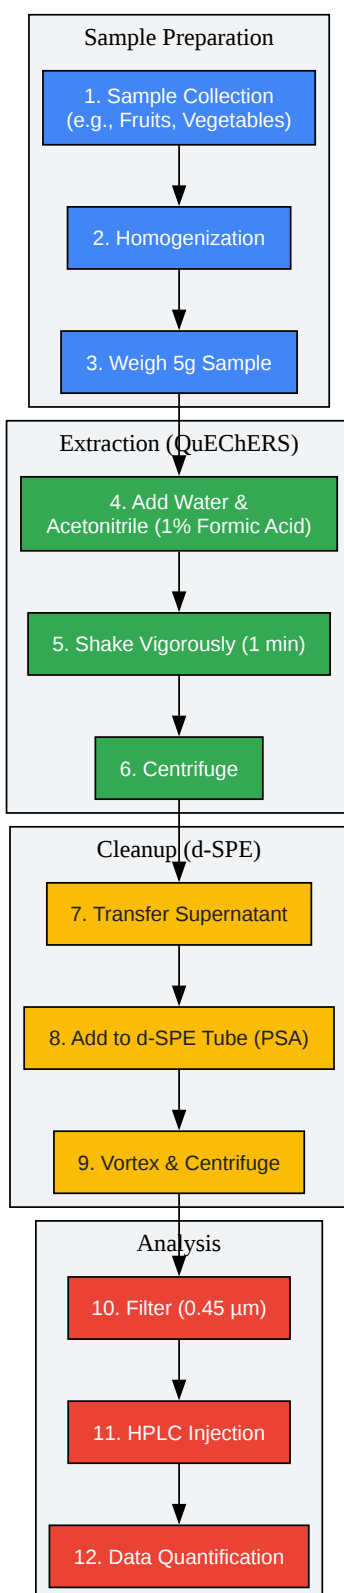 Sample Preparation
1. Sample Collection
(e.g., Fruits, Vegetables)
2. Homogenization
3. Weigh 5g Sample
Extraction (QuEChERS)
4. Add Water &
Acetonitrile (1% Formic Acid)
5. Shake Vigorously (1 min)
6. Centrifuge
Cleanup (d-SPE)
7. Transfer Supernatant
8. Add to d-SPE Tube (PSA)
9. Vortex & Centrifuge
Analysis
10. Filter (0.45 µm)
11. HPLC Injection
12. Data Quantification